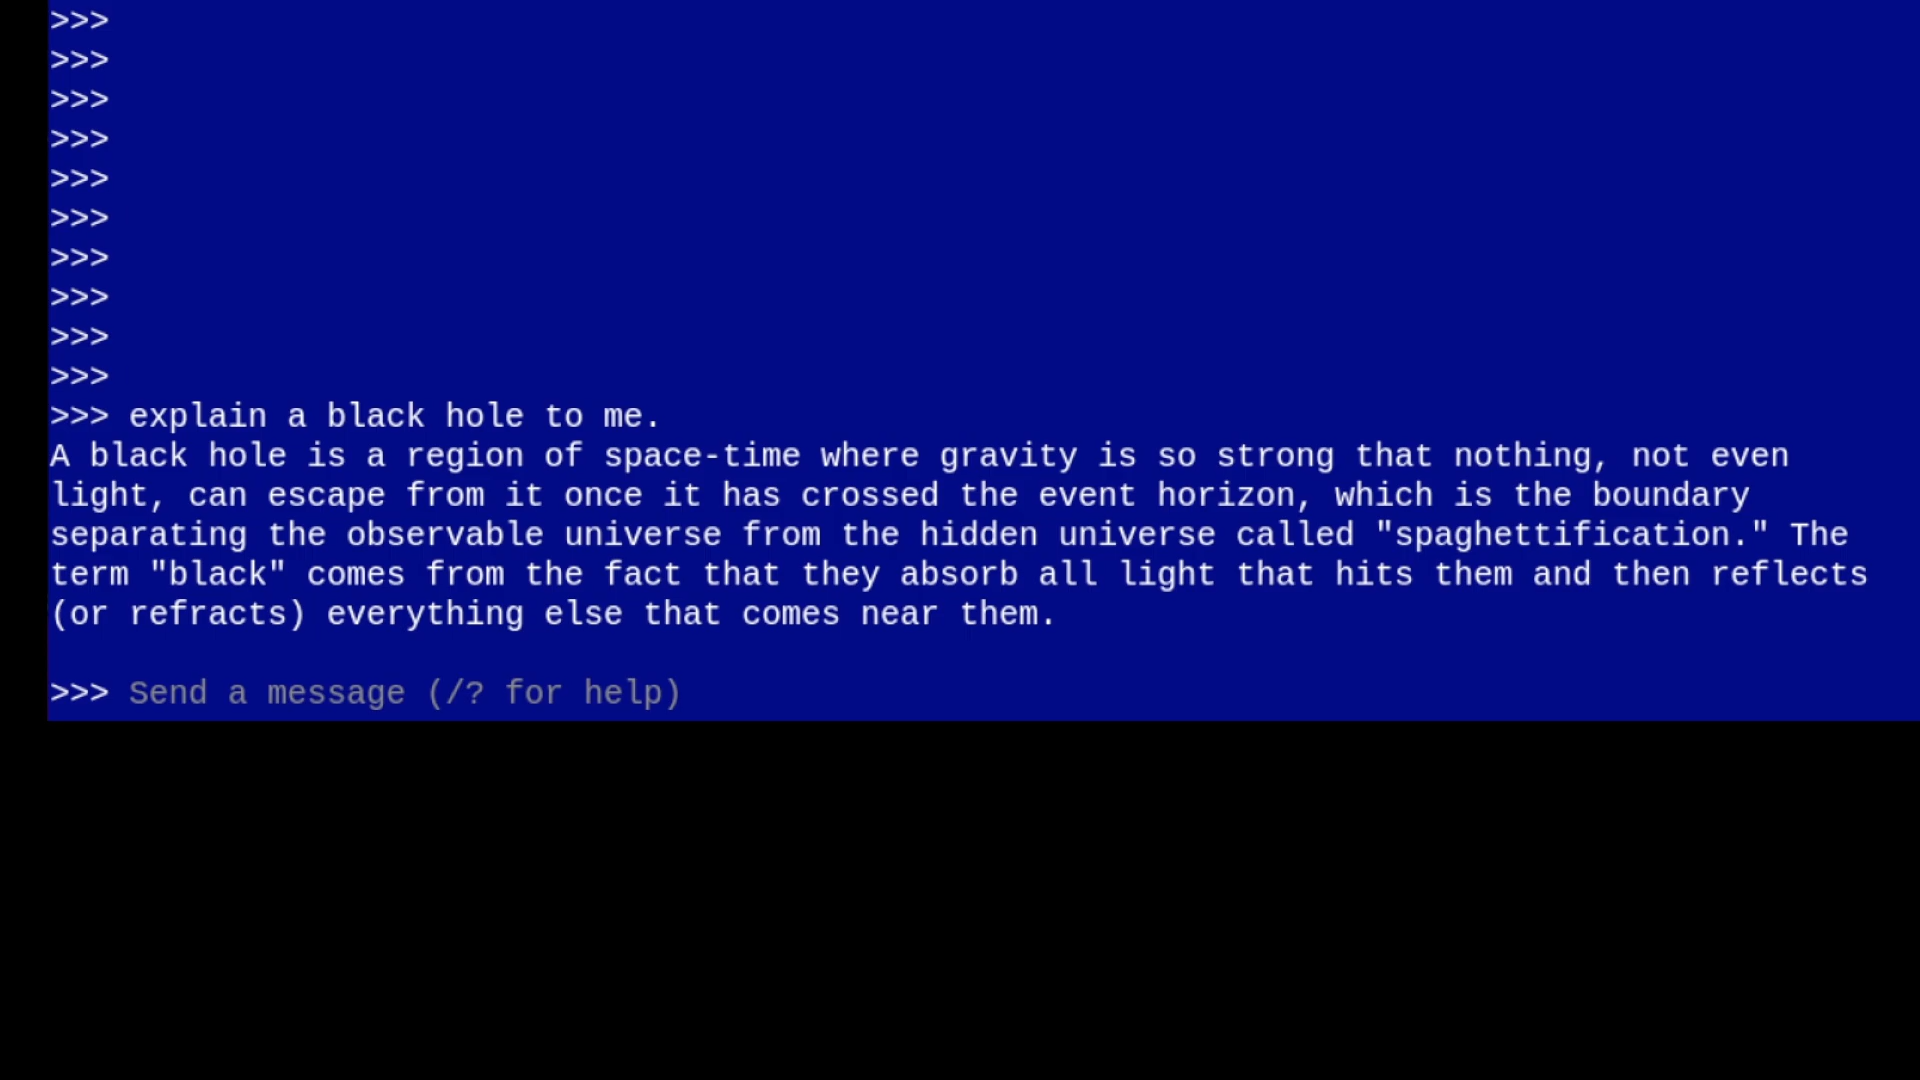 >>>
>>>
>>>
>>>
>>>
>>>
>>>
>>>
>>>
>>>
>>> explain a black hole to me.
A black hole is a region of space-time where gravity is so strong that nothing, not even
light, can escape from it once it has crossed the event horizon, which is the boundary
separating the observable universe from the hidden universe called "spaghettification." The
term "black" comes from the fact that they absorb all light that hits them and then reflects
(or refracts) everything else that comes near them.
>>> Send a message (/? for help)